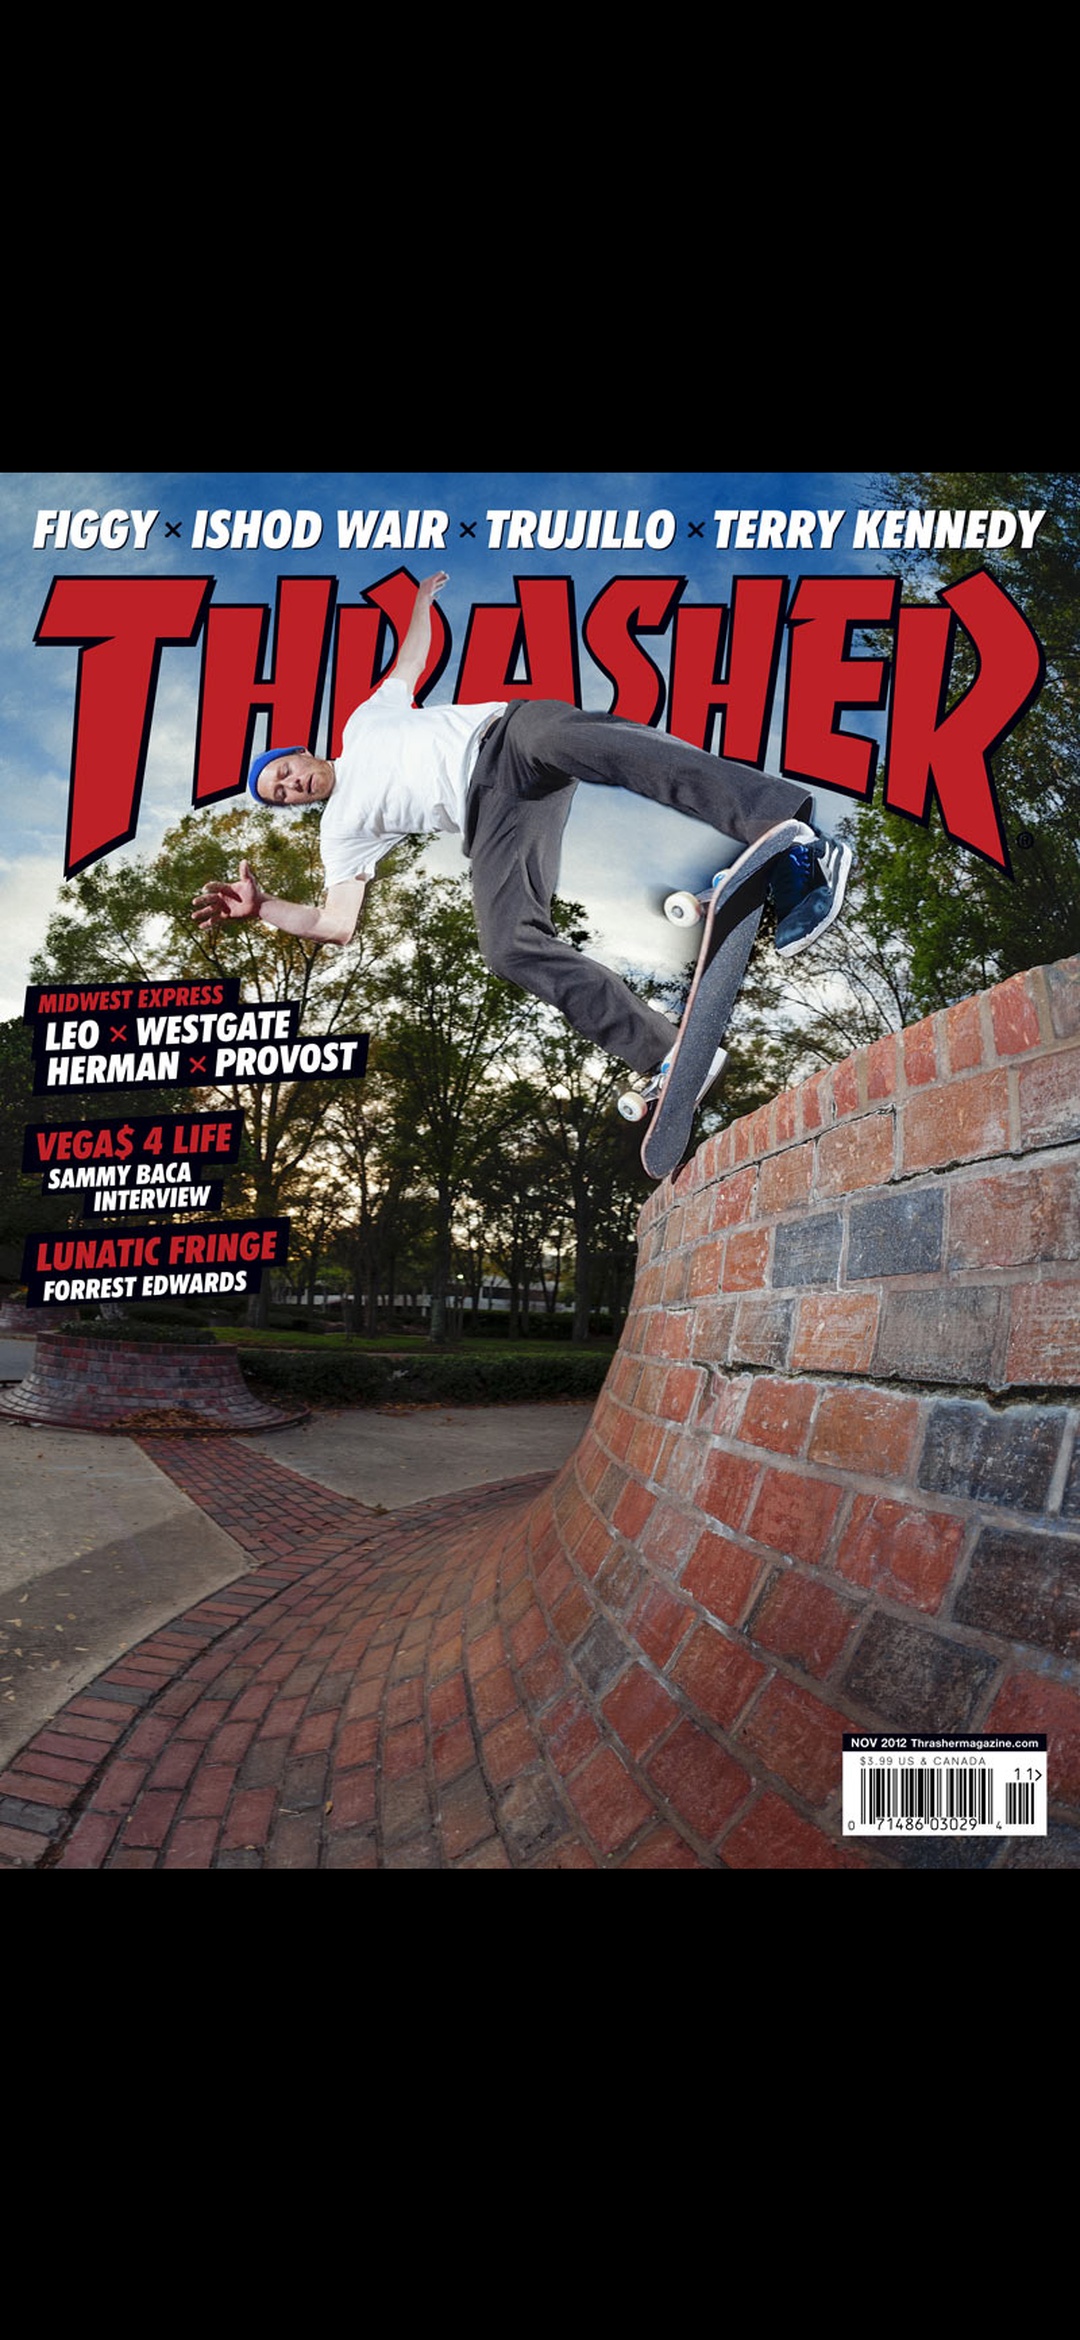 FIGGY × ISHOD WAIR × TRUJILLO × TERRY KENNEDY
THRASHER
®
MIDWEST EXPRESS
LEO × WESTGATE
HERMAN × PROVOST
VEGA$ 4 LIFE
SAMMY BACA
INTERVIEW
LUNATIC FRINGE
FORREST EDWARDS
NOV 2012 Thrashermagazine.com
$3.99 US & CANADA
11>
0 71486 03029 4